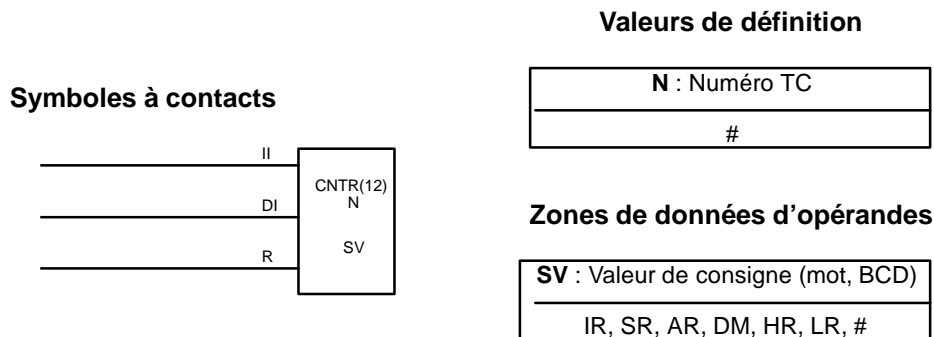 Valeurs de définition
N : Numéro TC
#
Symboles à contacts
II
DI
R
CNTR(12)
N
SV
Zones de données d’opérandes
SV : Valeur de consigne (mot, BCD)
IR, SR, AR, DM, HR, LR, #